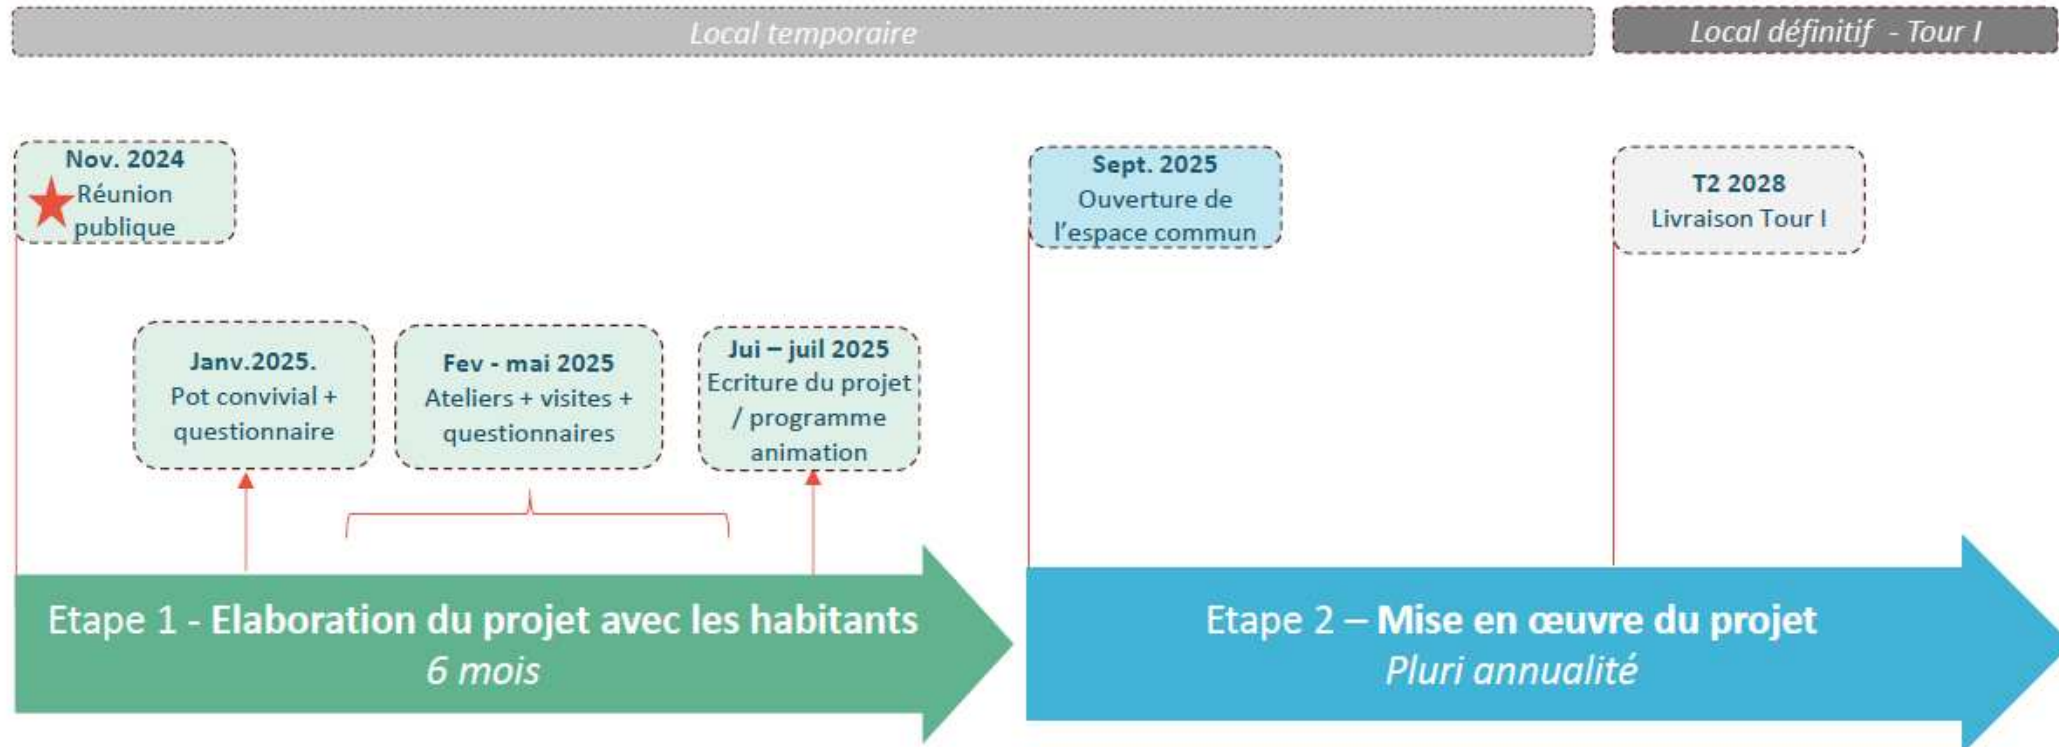 Local temporaire
Local définitif - Tour I
Nov. 2024
Réunion
publique
Sept. 2025
Ouverture de
l'espace commun
T2 2028
Livraison Tour I
Janv.2025.
Pot convivial +
questionnaire
Fev - mai 2025
Ateliers + visites +
questionnaires
Jui – juil 2025
Ecriture du projet
/ programme
animation
Etape 1 - Elaboration du projet avec les habitants
6 mois
Etape 2 – Mise en œuvre du projet
Pluri annualité